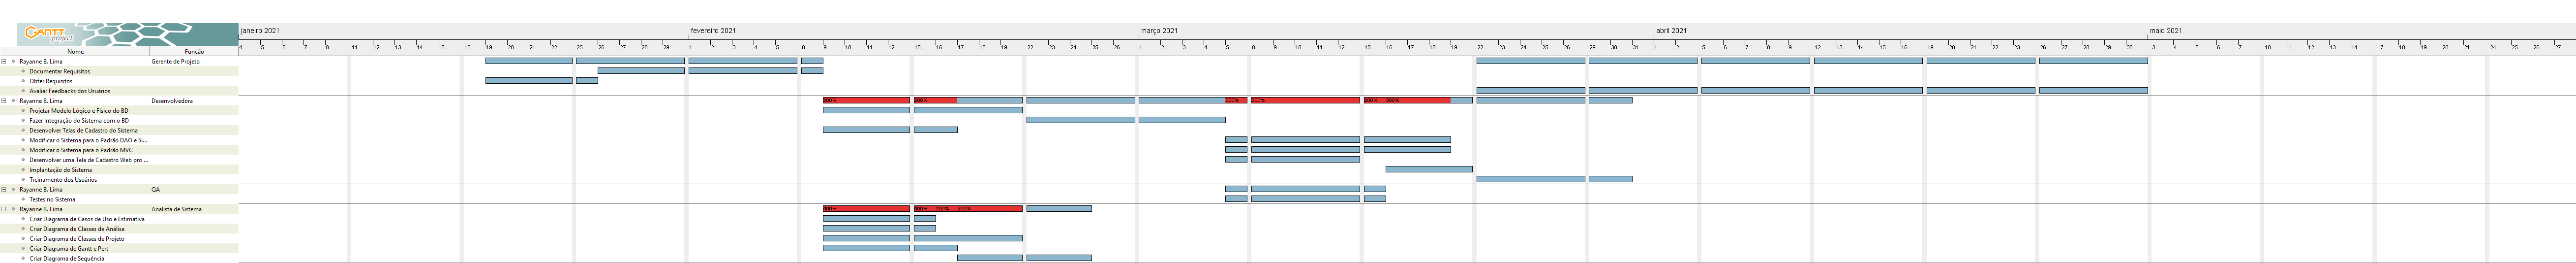 GANTT project
janeiro 2021 fevereiro 2021 março 2021 abril 2021 maio 2021
Nome Função 4 5 6 7 8 11 12 13 14 15 18 19 20 21 22 25 26 27 28 29 1 2 3 4 5 8 9 10 11 12 15 16 17 18 19 22 23 24 25 26 1 2 3 4 5 8 9 10 11 12 15 16 17 18 19 22 23 24 25 26 29 30 31 1 2 5 6 7 8 9 12 13 14 15 16 19 20 21 22 23 26 27 28 29 30 3 4 5 6 7 10 11 12 13 14 17 18 19 20 21 24 25 26 27
Rayanne B. Lima Gerente de Projeto
Documentar Requisitos
Obter Requisitos
Avaliar Feedbacks dos Usuários
Rayanne B. Lima Desenvolvedora 200% 200% 300% 300% 200% 300%
Projetar Modelo Lógico e Físico do BD
Fazer Integração do Sistema com o BD
Desenvolver Telas de Cadastro do Sistema
Modificar o Sistema para o Padrão DAO e Si...
Modificar o Sistema para o Padrão MVC
Desenvolver uma Tela de Cadastro Web pro ...
Implantação do Sistema
Treinamento dos Usuários
Rayanne B. Lima QA
Testes no Sistema
Rayanne B. Lima Analista de Sistema 400% 400% 200% 200%
Criar Diagrama de Casos de Uso e Estimativa
Criar Diagrama de Classes de Análise
Criar Diagrama de Classes de Projeto
Criar Diagrama de Gantt e Pert
Criar Diagrama de Sequência